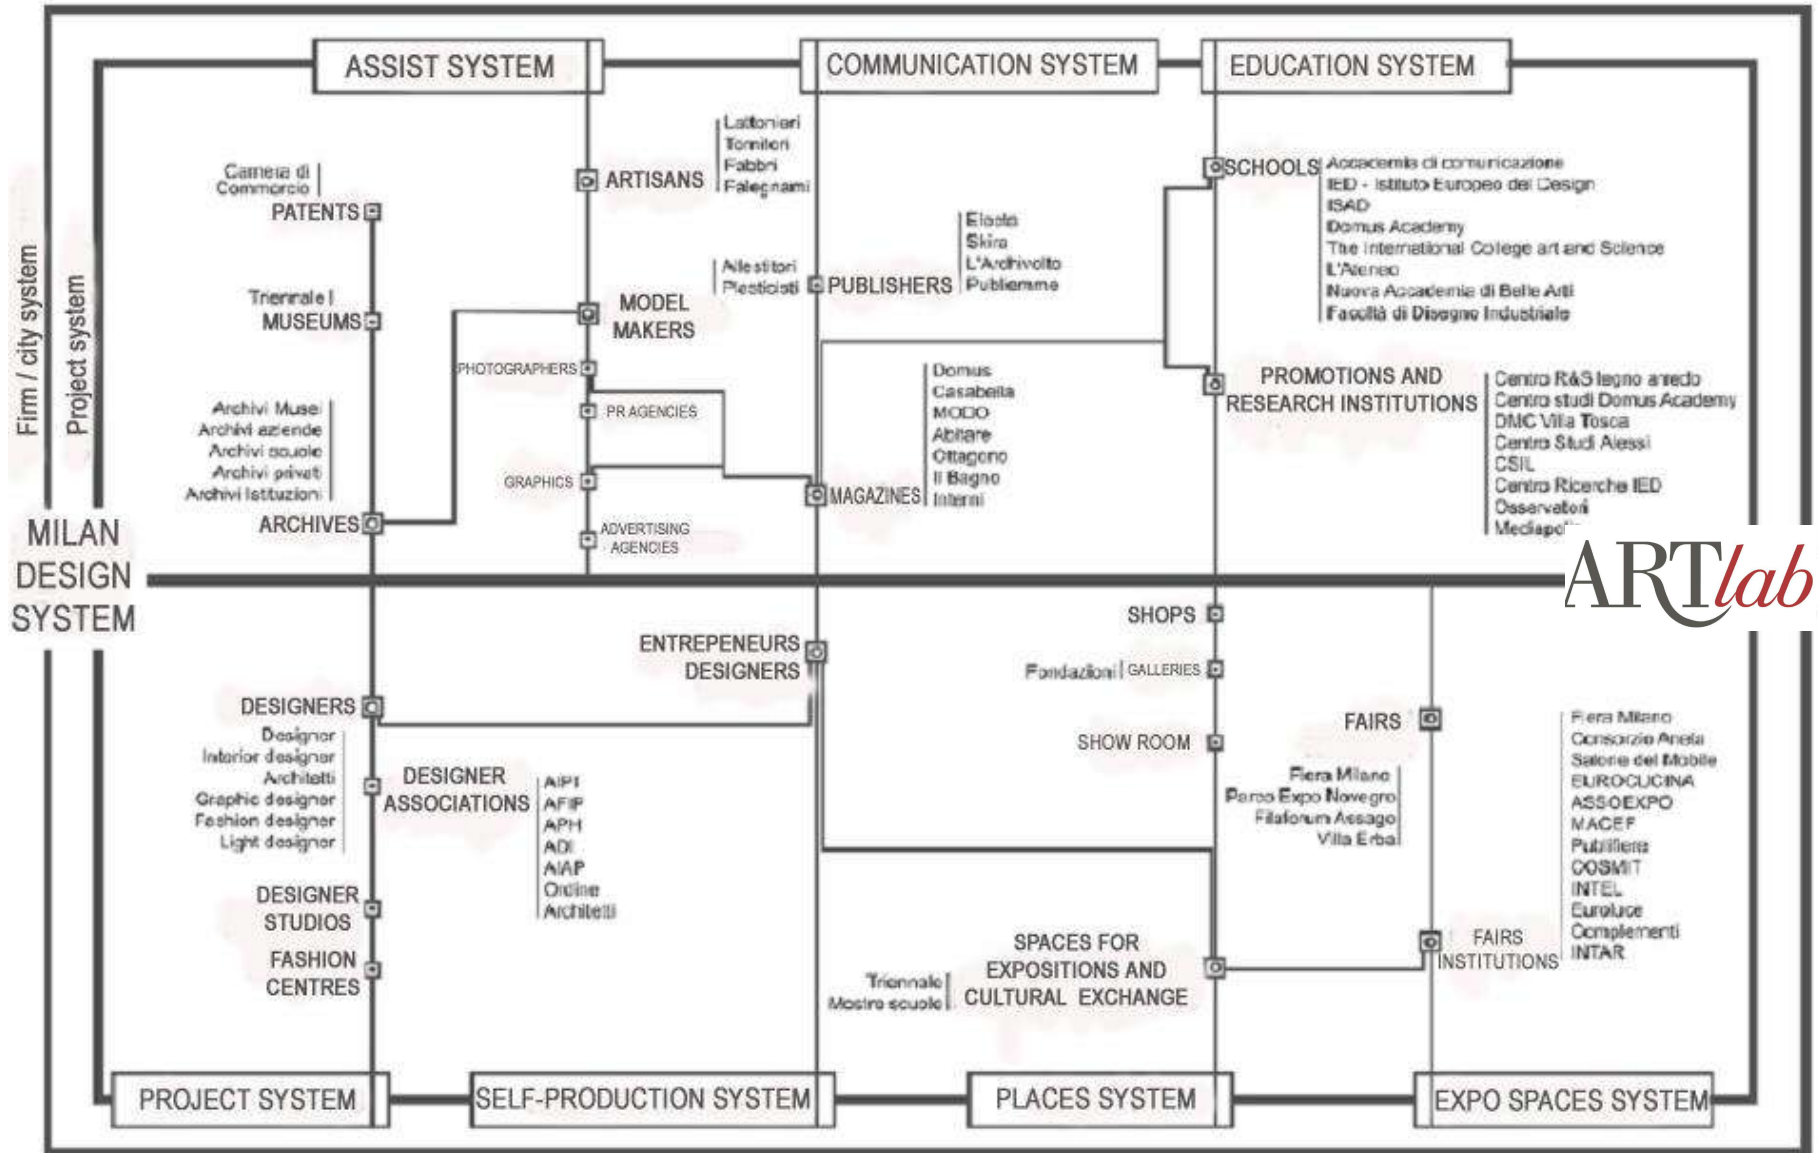 ASSIST SYSTEM
COMMUNICATION SYSTEM
EDUCATION SYSTEM
Firm / city system
Project system
MILAN
DESIGN
SYSTEM
Camera di
Commercio
PATENTS
Triennale
MUSEUMS
Archivi Musei
Archivi aziende
Archivi scuole
Archivi privati
Archivi Istituzioni
ARCHIVES
Lattonieri
Tornitori
Fabbri
Falegnami
ARTISANS
Allestitori
Plasticisti
MODEL
MAKERS
PHOTOGRAPHERS
PR AGENCIES
GRAPHICS
ADVERTISING
AGENCIES
Electa
Skira
L'Archivolto
Publiemme
PUBLISHERS
Domus
Casabella
MODO
Abitare
Ottagono
Il Bagno
Interni
MAGAZINES
SCHOOLS
Accademia di comunicazione
IED - Istituto Europeo del Design
ISAD
Domus Academy
The International College art and Science
L'Ateneo
Nuova Accademia di Belle Arti
Facoltà di Disegno Industriale
PROMOTIONS AND
RESEARCH INSTITUTIONS
Centro R&S legno arredo
Centro studi Domus Academy
DMC Villa Tosca
Centro Studi Alessi
CSIL
Centro Ricerche IED
Osservatori
ARTlab
DESIGNERS
Designer
Interior designer
Architetti
Graphic designer
Fashion designer
Light designer
DESIGNER
ASSOCIATIONS
AIPI
AFIP
ADI
AIAP
Ordine
Architetti
DESIGNER
STUDIOS
FASHION
CENTRES
ENTREPENEURS
DESIGNERS
SHOPS
Fondazioni
GALLERIES
SHOW ROOM
SPACES FOR
EXPOSITIONS AND
CULTURAL EXCHANGE
Triennale
Mostre scuole
FAIRS
Fiera Milano
Parco Expo Novegro
Filaforum Assago
Villa Erba
FAIRS
INSTITUTIONS
Fiera Milano
Salone del Mobile
EUROCUCINA
ASSOEXPO
MACEF
COSMIT
INTEL
Euroluce
Complementi
INTAR
PROJECT SYSTEM
SELF-PRODUCTION SYSTEM
PLACES SYSTEM
EXPO SPACES SYSTEM